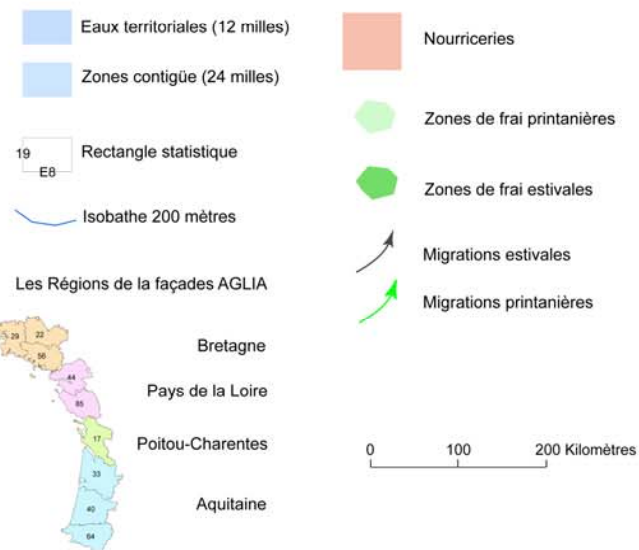 Eaux territoriales (12 milles)
Zones contigüe (24 milles)
19
E8
Rectangle statistique
Isobathe 200 mètres
Les Régions de la façades AGLIA
29
22
56
Bretagne
44
85
Pays de la Loire
17
Poitou-Charentes
33
40
64
Aquitaine
Nourriceries
Zones de frai printanières
Zones de frai estivales
Migrations estivales
Migrations printanières
0 100 200 Kilomètres